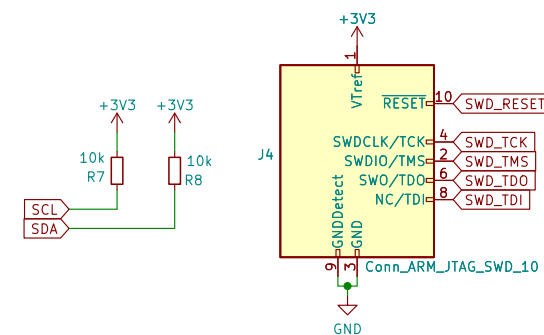 +3V3
1
VTref
RESET
10
SWD_RESET
+3V3
+3V3
SWDCLK/TCK
4
SWD_TCK
J4
10k
R7
10k
R8
SWDIO/TMS
2
SWD_TMS
SWO/TDO
6
SWD_TDO
NC/TDI
8
SWD_TDI
SCL
SDA
GNDDetect
GND
9
3
Conn_ARM_JTAG_SWD_10
GND